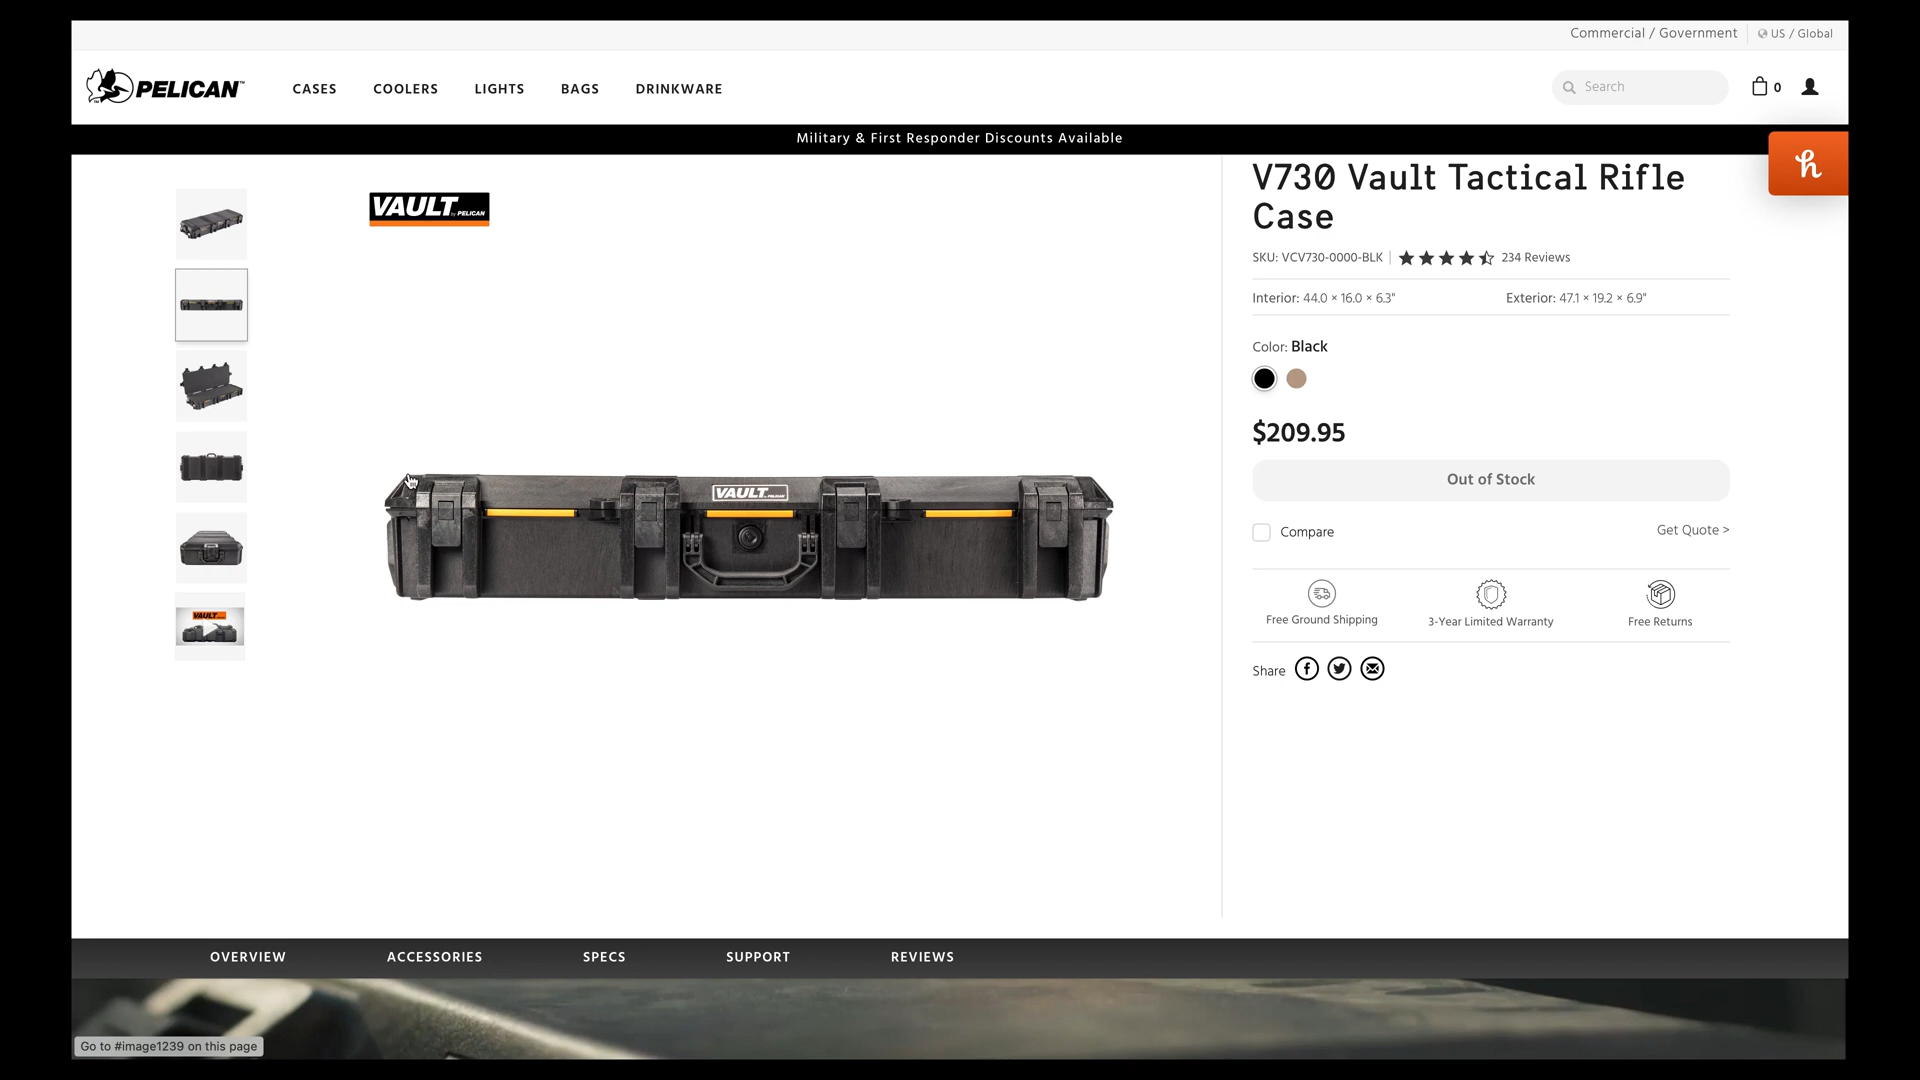 Commercial / Government
US / Global
PELICAN™
CASES
COOLERS
LIGHTS
BAGS
DRINKWARE
Search
0
Military & First Responder Discounts Available
VAULT by PELICAN
V730 Vault Tactical Rifle
Case
SKU: VCV730-0000-BLK
234 Reviews
Interior: 44.0 × 16.0 × 6.3"
Exterior: 47.1 × 19.2 × 6.9"
Color: Black
$209.95
Out of Stock
Compare
Get Quote >
Free Ground Shipping
3-Year Limited Warranty
Free Returns
Share
VAULT
VAULT
OVERVIEW
ACCESSORIES
SPECS
SUPPORT
REVIEWS
Go to #image1239 on this page